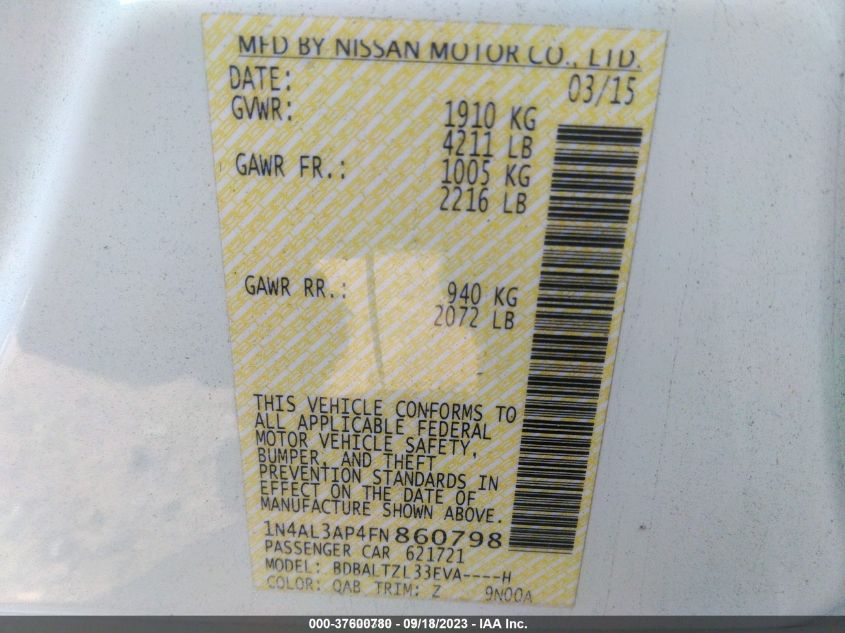 MFD BY NISSAN MOTOR CO., LTD.
DATE: 03/15
GVWR: 1910 KG
4211 LB
GAWR FR.: 1005 KG
2216 LB
GAWR RR.: 940 KG
2072 LB
THIS VEHICLE CONFORMS TO
ALL APPLICABLE FEDERAL
MOTOR VEHICLE SAFETY,
BUMPER, AND THEFT
PREVENTION STANDARDS IN
EFFECT ON THE DATE OF
MANUFACTURE SHOWN ABOVE.
1N4AL3AP4FN860798
PASSENGER CAR 621721
MODEL: BDBALTZL33EVA----H
COLOR: QAB TRIM: Z 9N00A
000-37600780 - 09/18/2023 - IAA Inc.